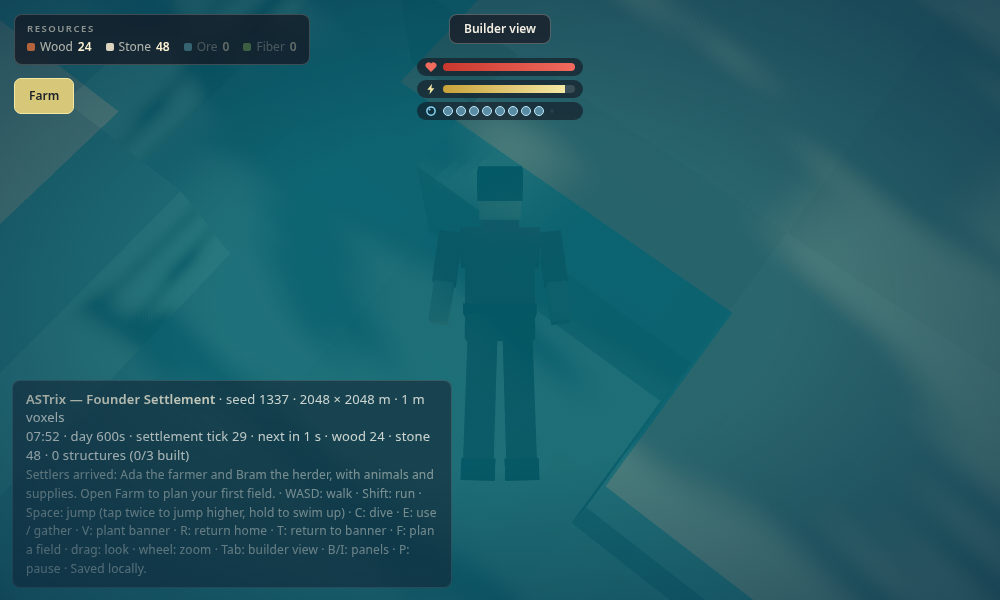 RESOURCES
Wood 24 Stone 48 Ore 0 Fiber 0
Builder view
Farm
ASTrix — Founder Settlement · seed 1337 · 2048 × 2048 m · 1 m
voxels
07:52 · day 600s · settlement tick 29 · next in 1 s · wood 24 · stone
48 · 0 structures (0/3 built)
Settlers arrived: Ada the farmer and Bram the herder, with animals and
supplies. Open Farm to plan your first field. · WASD: walk · Shift: run ·
Space: jump (tap twice to jump higher, hold to swim up) · C: dive · E: use
/ gather · V: plant banner · R: return home · T: return to banner · F: plan
a field · drag: look · wheel: zoom · Tab: builder view · B/I: panels · P:
pause · Saved locally.